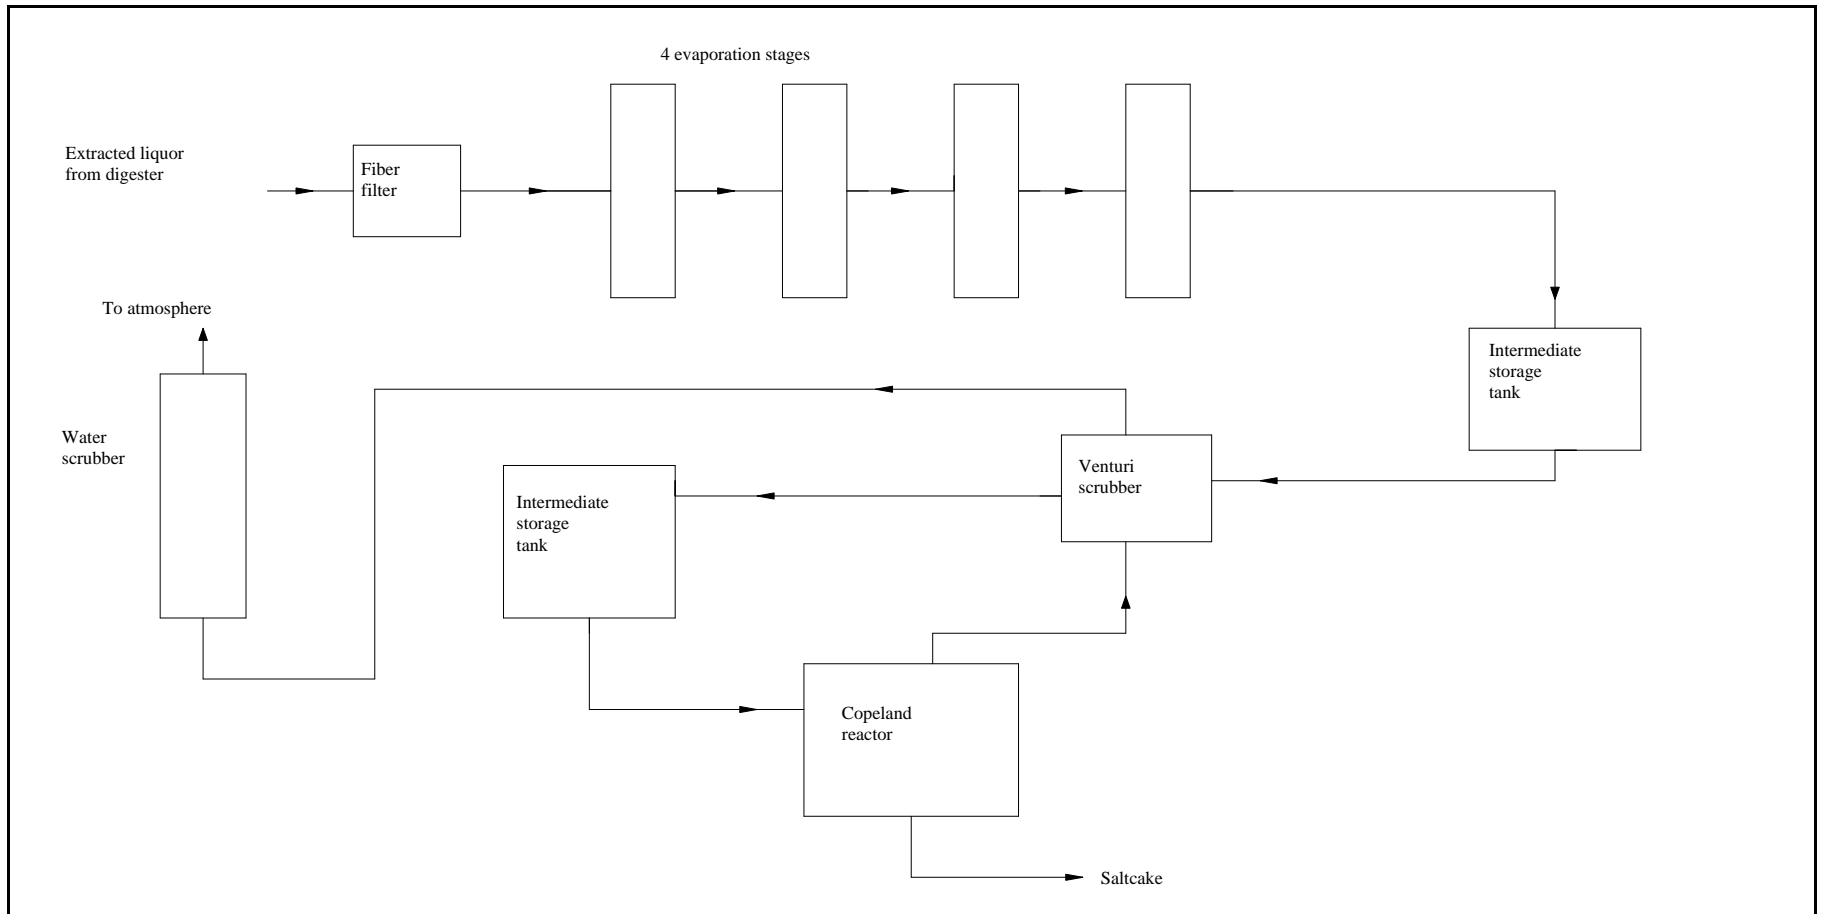 4 evaporation stages
Extracted liquor
from digester
Fiber
filter
To atmosphere
Intermediate
storage
tank
Water
scrubber
Venturi
scrubber
Intermediate
storage
tank
Copeland
reactor
Saltcake